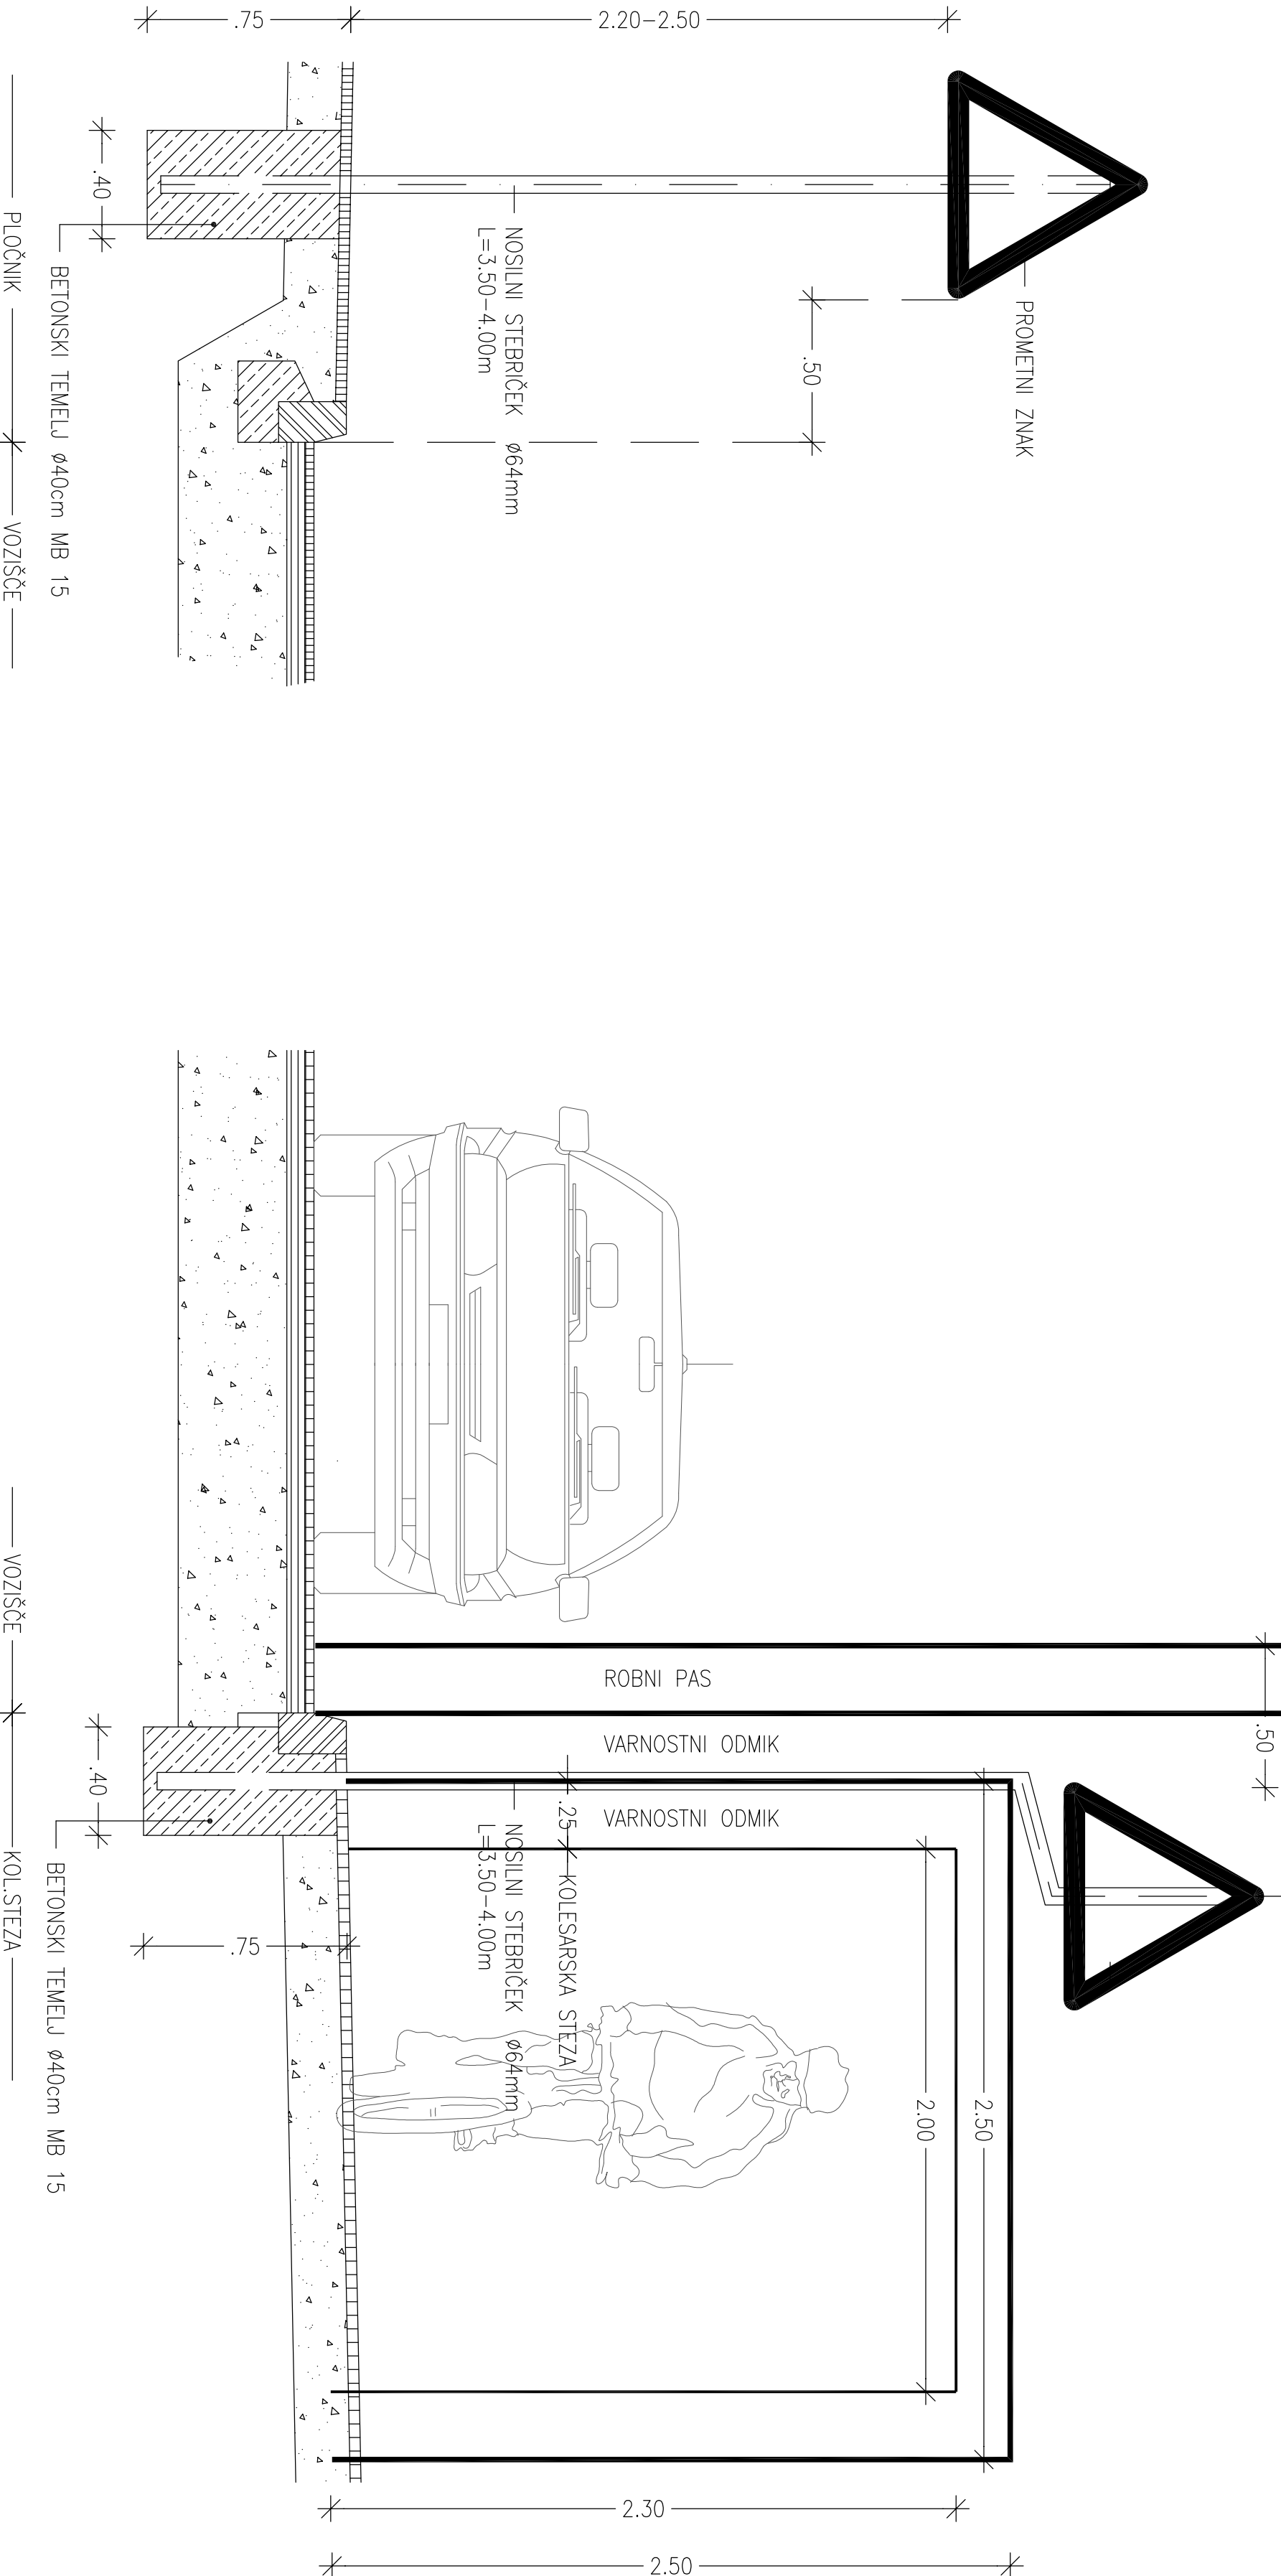 PROMETNI ZNAK
.50
2.20-2.50
.75
NOSILNI STEBRIČEK Ø64mm
L=3.50-4.00m
.40
BETONSKI TEMELJ Ø40cm MB 15
PLOČNIK
VOZIŠČE
.50
ROBNI PAS
VARNOSTNI ODMIK
VARNOSTNI ODMIK
2.50
2.00
.25
KOLESARSKA STEZA
NOSILNI STEBRIČEK Ø64mm
L=3.50-4.00m
2.30
2.50
.75
.40
BETONSKI TEMELJ Ø40cm MB 15
VOZIŠČE
KOL.STEZA